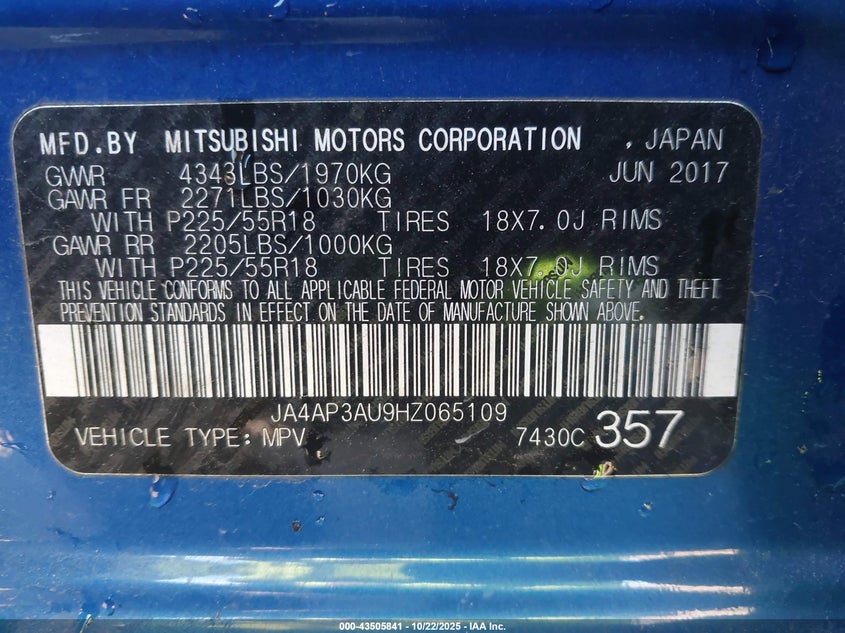 MFD.BY MITSUBISHI MOTORS CORPORATION , JAPAN
GVWR 4343LBS/1970KG JUN 2017
GAWR FR 2271LBS/1030KG
WITH P225/55R18 TIRES 18X7.0J RIMS
GAWR RR 2205LBS/1000KG
WITH P225/55R18 TIRES 18X7.0J RIMS
THIS VEHICLE CONFORMS TO ALL APPLICABLE FEDERAL MOTOR VEHICLE SAFETY AND THEFT
PREVENTION STANDARDS IN EFFECT ON THE DATE OF MANUFACTURE SHOWN ABOVE.
JA4AP3AU9HZ065109
VEHICLE TYPE: MPV 7430C 357
000-43505841 - 10/22/2025 - IAA Inc.